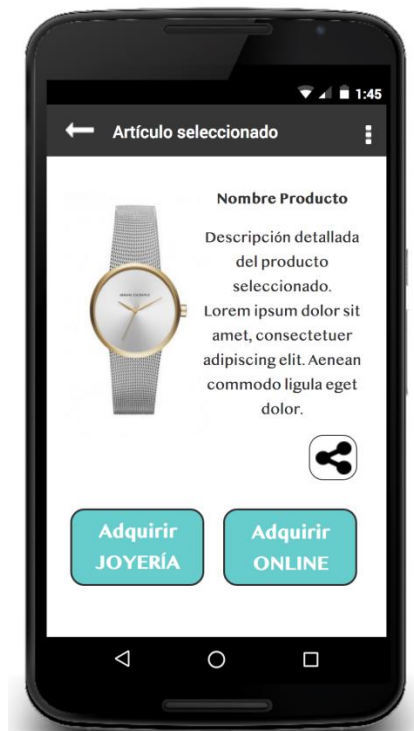 1:45
Artículo seleccionado
Nombre Producto
Descripción detallada
del producto
seleccionado.
Lorem ipsum dolor sit
amet, consectetuer
adipiscing elit. Aenean
commodo ligula eget
dolor.
Adquirir
JOYERÍA
Adquirir
ONLINE